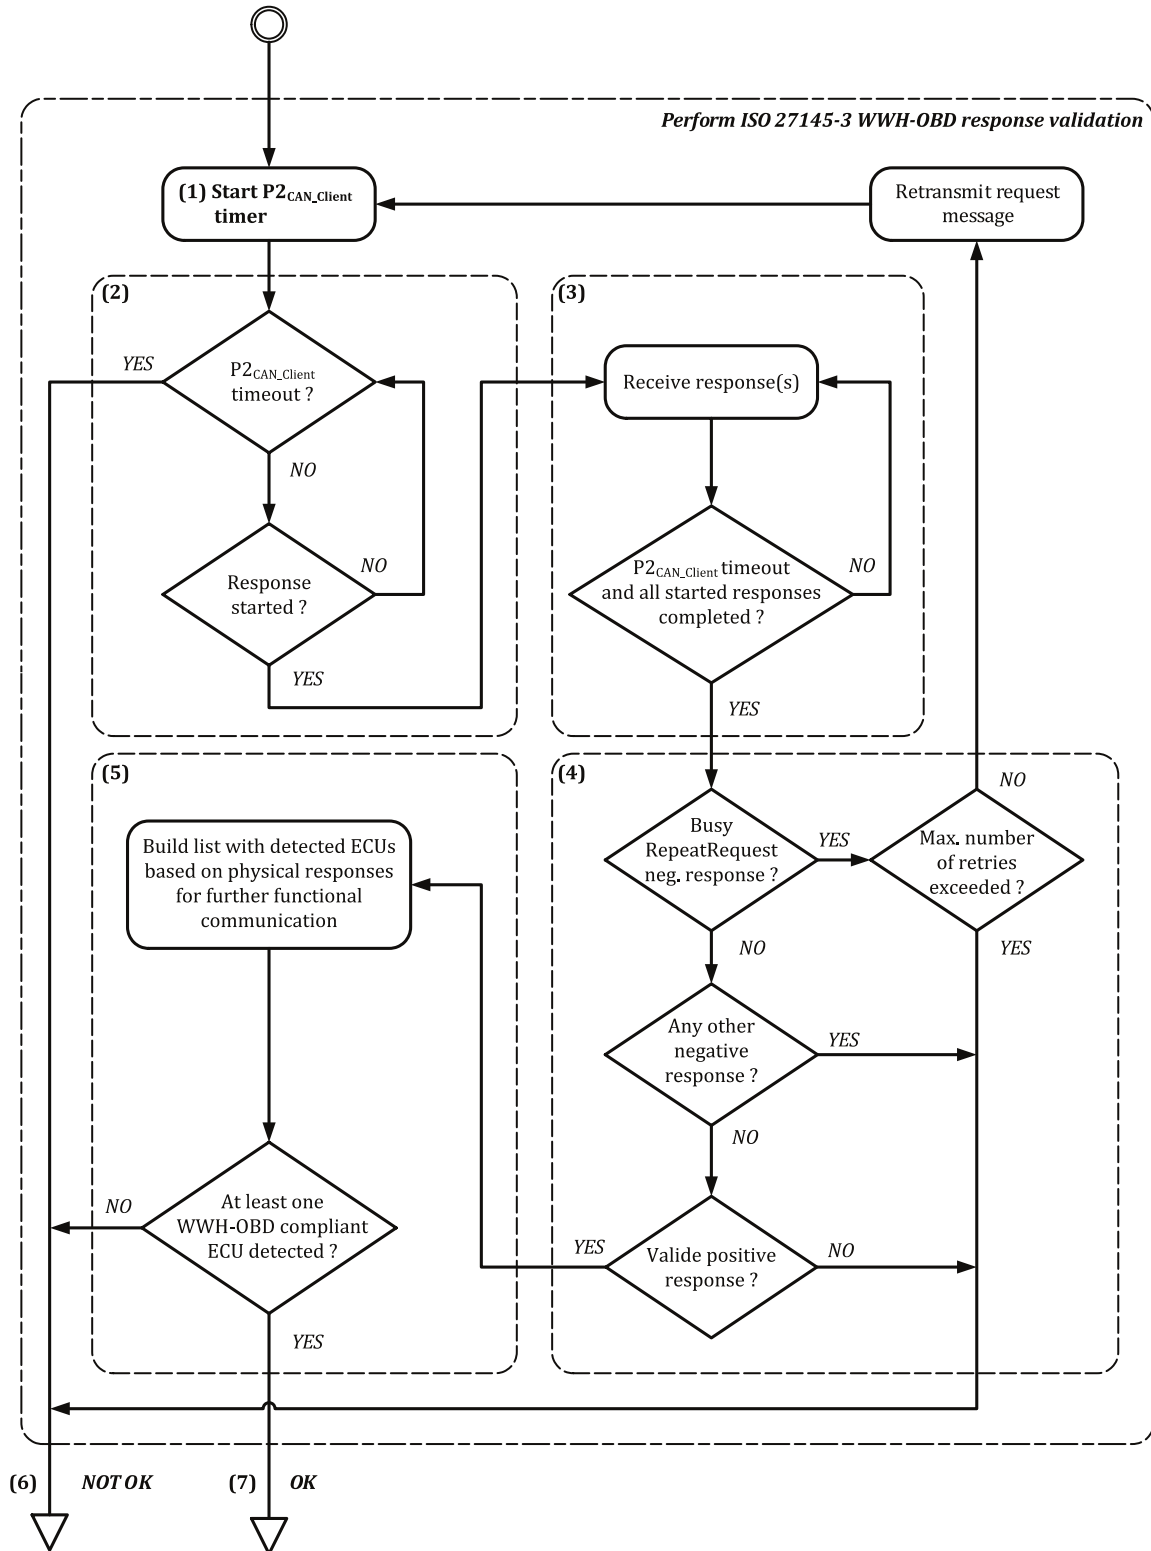 Perform ISO 27145-3 WWH-OBD response validation
(1) Start P2CAN_Client
timer
Retransmit request
message
(2)
(3)
YES
P2CAN_Client
timeout ?
NO
Response
started ?
NO
YES
Receive response(s)
P2CAN_Client timeout
and all started responses
completed ?
NO
YES
(5)
(4)
Build list with detected ECUs
based on physical responses
for further functional
communication
Busy
RepeatRequest
neg. response ?
YES
Max. number
of retries
exceeded ?
NO
YES
NO
Any other
negative
response ?
YES
NO
At least one
WWH-OBD compliant
ECU detected ?
NO
YES
Valide positive
response ?
YES
NO
(6) NOT OK
(7) OK